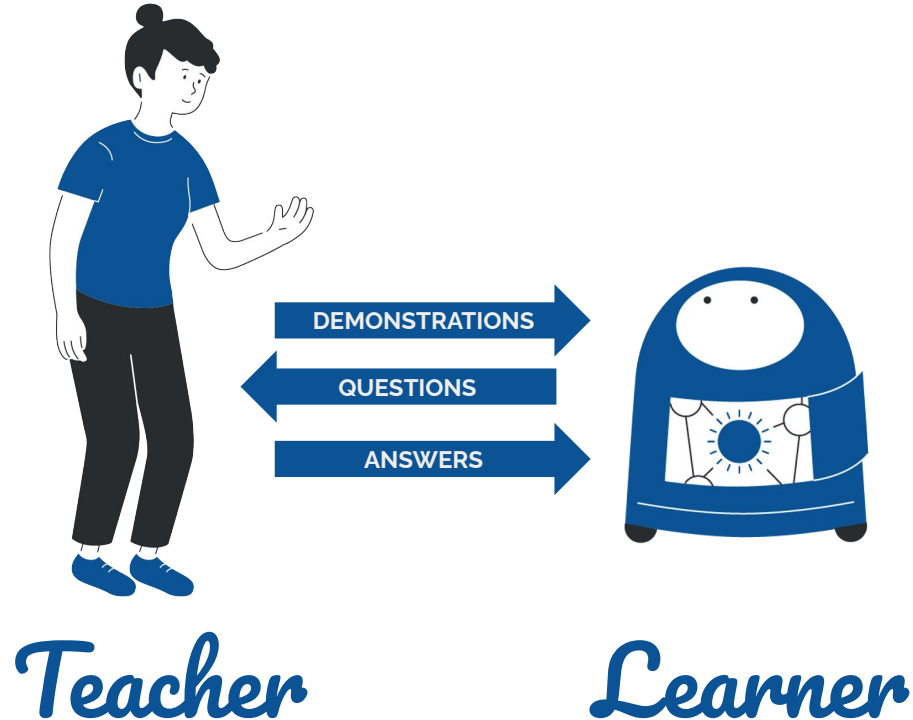 DEMONSTRATIONS
QUESTIONS
ANSWERS
Teacher
Learner